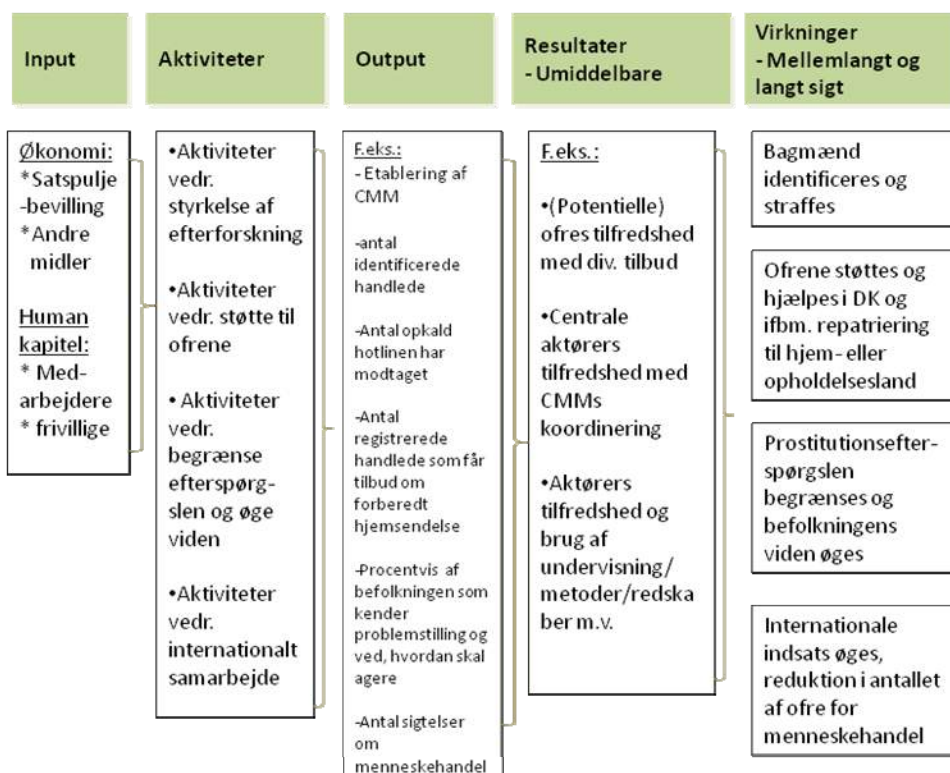 Input
Aktiviteter
Output
Resultater
- Umiddelbare
Virkninger
- Mellemlangt og
langt sigt
Økonomi:
*Satspulje
-bevilling
*Andre
midler
Human
kapitel:
* Med-
arbejdere
* frivillige
•Aktiviteter
vedr.
styrkelse af
efterforskning
•Aktiviteter
vedr. støtte til
ofrene
• Aktiviteter
vedr.
begrænse
efterspørg-
slen og øge
viden
•Aktiviteter
vedr.
internationalt
samarbejde
F.eks.:
- Etablering af
CMM
-antal
identificerede
handlede
-Antal opkald
hotlinen har
modtaget
-Antal
registrerede
handlede som får
tilbud om
forberedt
hjemsendelse
-Procentvis af
befolkningen som
kender
problemstilling og
ved, hvordan skal
agere
-Antal sigtelser
om
menneskehandel
F.eks.:
•(Potentielle)
ofres tilfredshed
med div. tilbud
•Centrale
aktørers
tilfredshed med
CMMs
koordinering
•Aktørers
tilfredshed og
brug af
undervisning/
metoder/redska
ber m.v.
Bagmænd
identificeres og
straffes
Ofrene støttes og
hjælpes i DK og
ifbm. repatriering
til hjem- eller
opholdelsesland
Prostitutionsefter-
spørgslen
begrænses og
befolkningens
viden øges
Internationale
indsats øges,
reduktion i antallet
af ofre for
menneskehandel